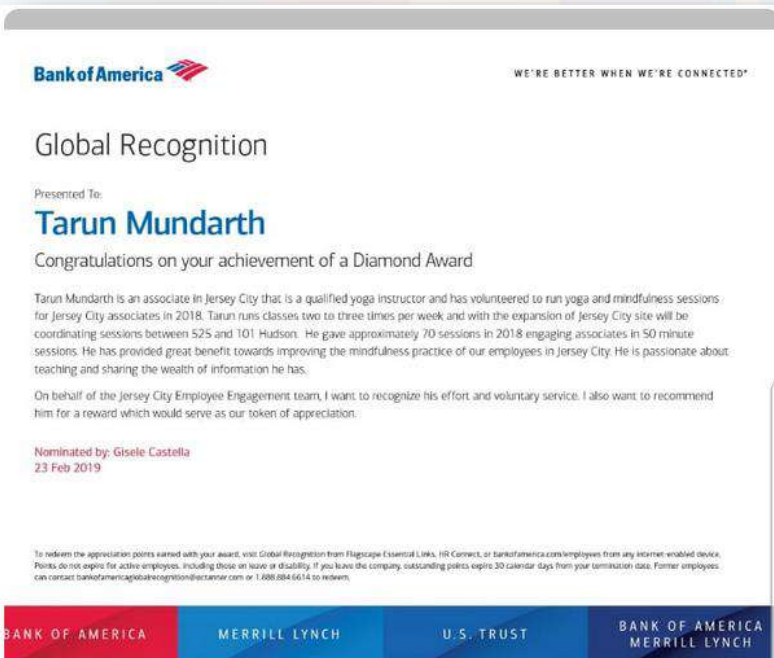 Bank of America
WE'RE BETTER WHEN WE'RE CONNECTED®
Global Recognition
Presented To:
Tarun Mundarth
Congratulations on your achievement of a Diamond Award
Tarun Mundarth is an associate in Jersey City that is a qualified yoga instructor and has volunteered to run yoga and mindfulness sessions
for Jersey City associates in 2018. Tarun runs classes two to three times per week and with the expansion of Jersey City site will be
coordinating sessions between 525 and 101 Hudson. He gave approximately 70 sessions in 2018 engaging associates in 50 minute
sessions. He has provided great benefit towards improving the mindfulness practice of our employees in Jersey City. He is passionate about
teaching and sharing the wealth of information he has.
On behalf of the Jersey City Employee Engagement team, I want to recognize his effort and voluntary service. I also want to recommend
him for a reward which would serve as our token of appreciation.
Nominated by: Gisele Castella
23 Feb 2019
To redeem the appreciation points earned with your award, visit Global Recognition from Flagscape Essential Links, HR Connect, or bankofamerica.com/employees from any internet-enabled device.
Points do not expire for active employees, including those on leave or disability. If you leave the company, outstanding points expire 30 calendar days from your termination date. Former employees
can contact bankofamericaglobalrecognition@octanner.com or 1.888.884.6614 to redeem.
BANK OF AMERICA
MERRILL LYNCH
U.S. TRUST
BANK OF AMERICA
MERRILL LYNCH